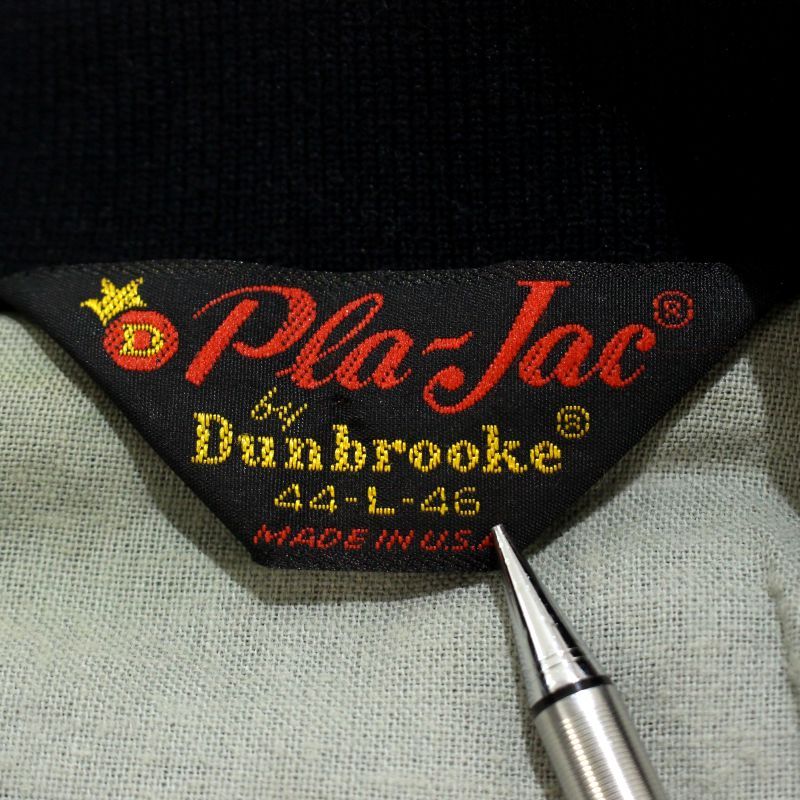 D Pla-Jac®
by
Dunbrooke®
44-L-46
MADE IN U.S.A